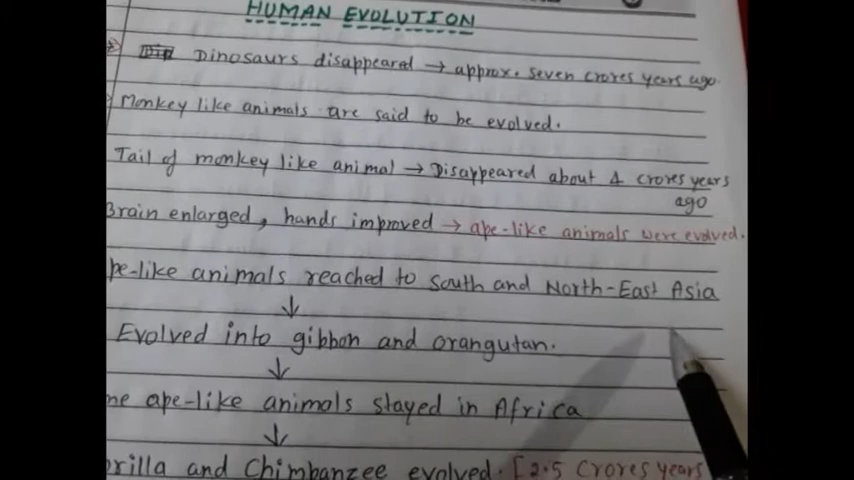 HUMAN EVOLUTION
Dinosaurs disappeared → approx. seven crores years ago.
Monkey like animals are said to be evolved.
Tail of monkey like animal → Disappeared about 4 crores years
ago
Brain enlarged, hands improved → ape-like animals were evolved.
pe-like animals reached to South and North-East Asia
↓
Evolved into gibbon and orangutan.
↓
me ape-like animals stayed in Africa
↓
orilla and Chimpanzee evolved. [2.5 Crores years